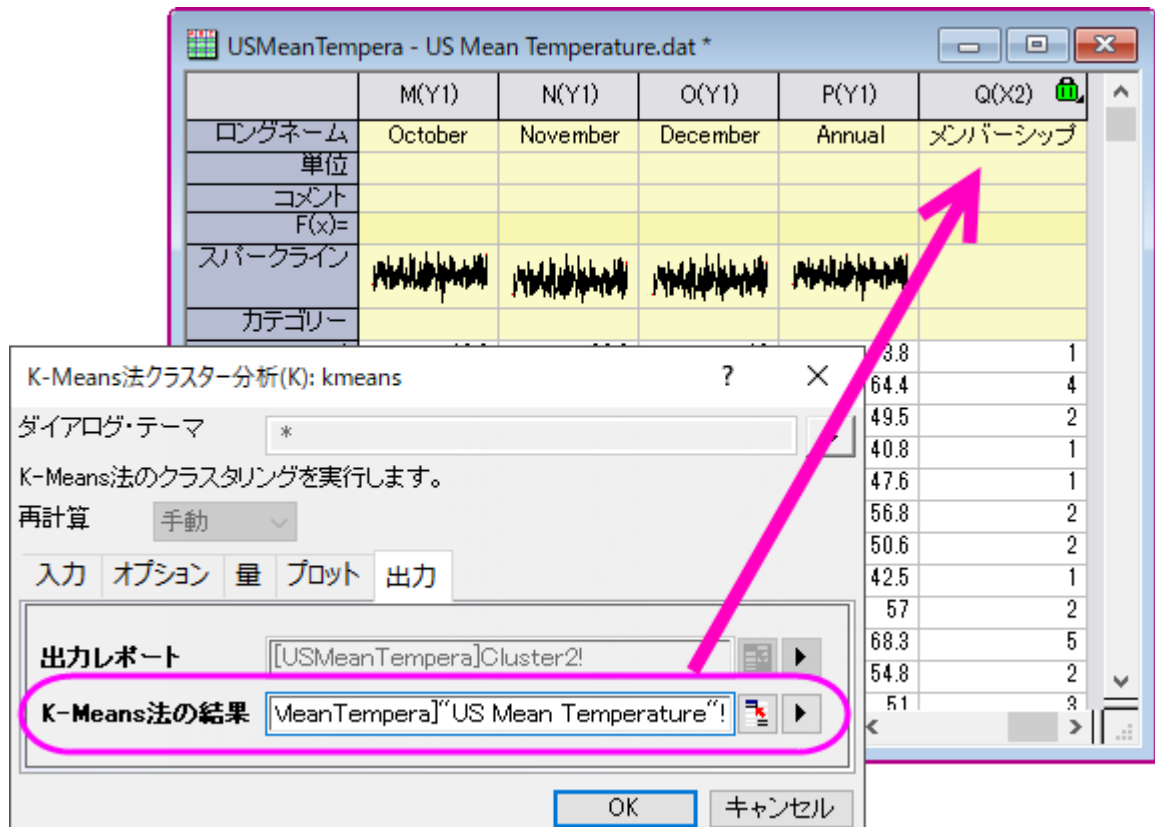 USMeanTempera - US Mean Temperature.dat *
M(Y1) N(Y1) O(Y1) P(Y1) Q(X2)
ロングネーム October November December Annual メンバーシップ
単位
コメント
F(x)=
スパークライン
カテゴリー
3.8 1
64.4 4
49.5 2
40.8 1
47.6 1
56.8 2
50.6 2
42.5 1
57 2
68.3 5
54.8 2
51 3
K-Means法クラスター分析(K): kmeans ?
ダイアログ・テーマ *
K-Means法のクラスタリングを実行します。
再計算 手動
入力 オプション 量 プロット 出力
出力レポート [USMeanTempera]Cluster2!
K-Means法の結果 MeanTempera]"US Mean Temperature"!
OK キャンセル